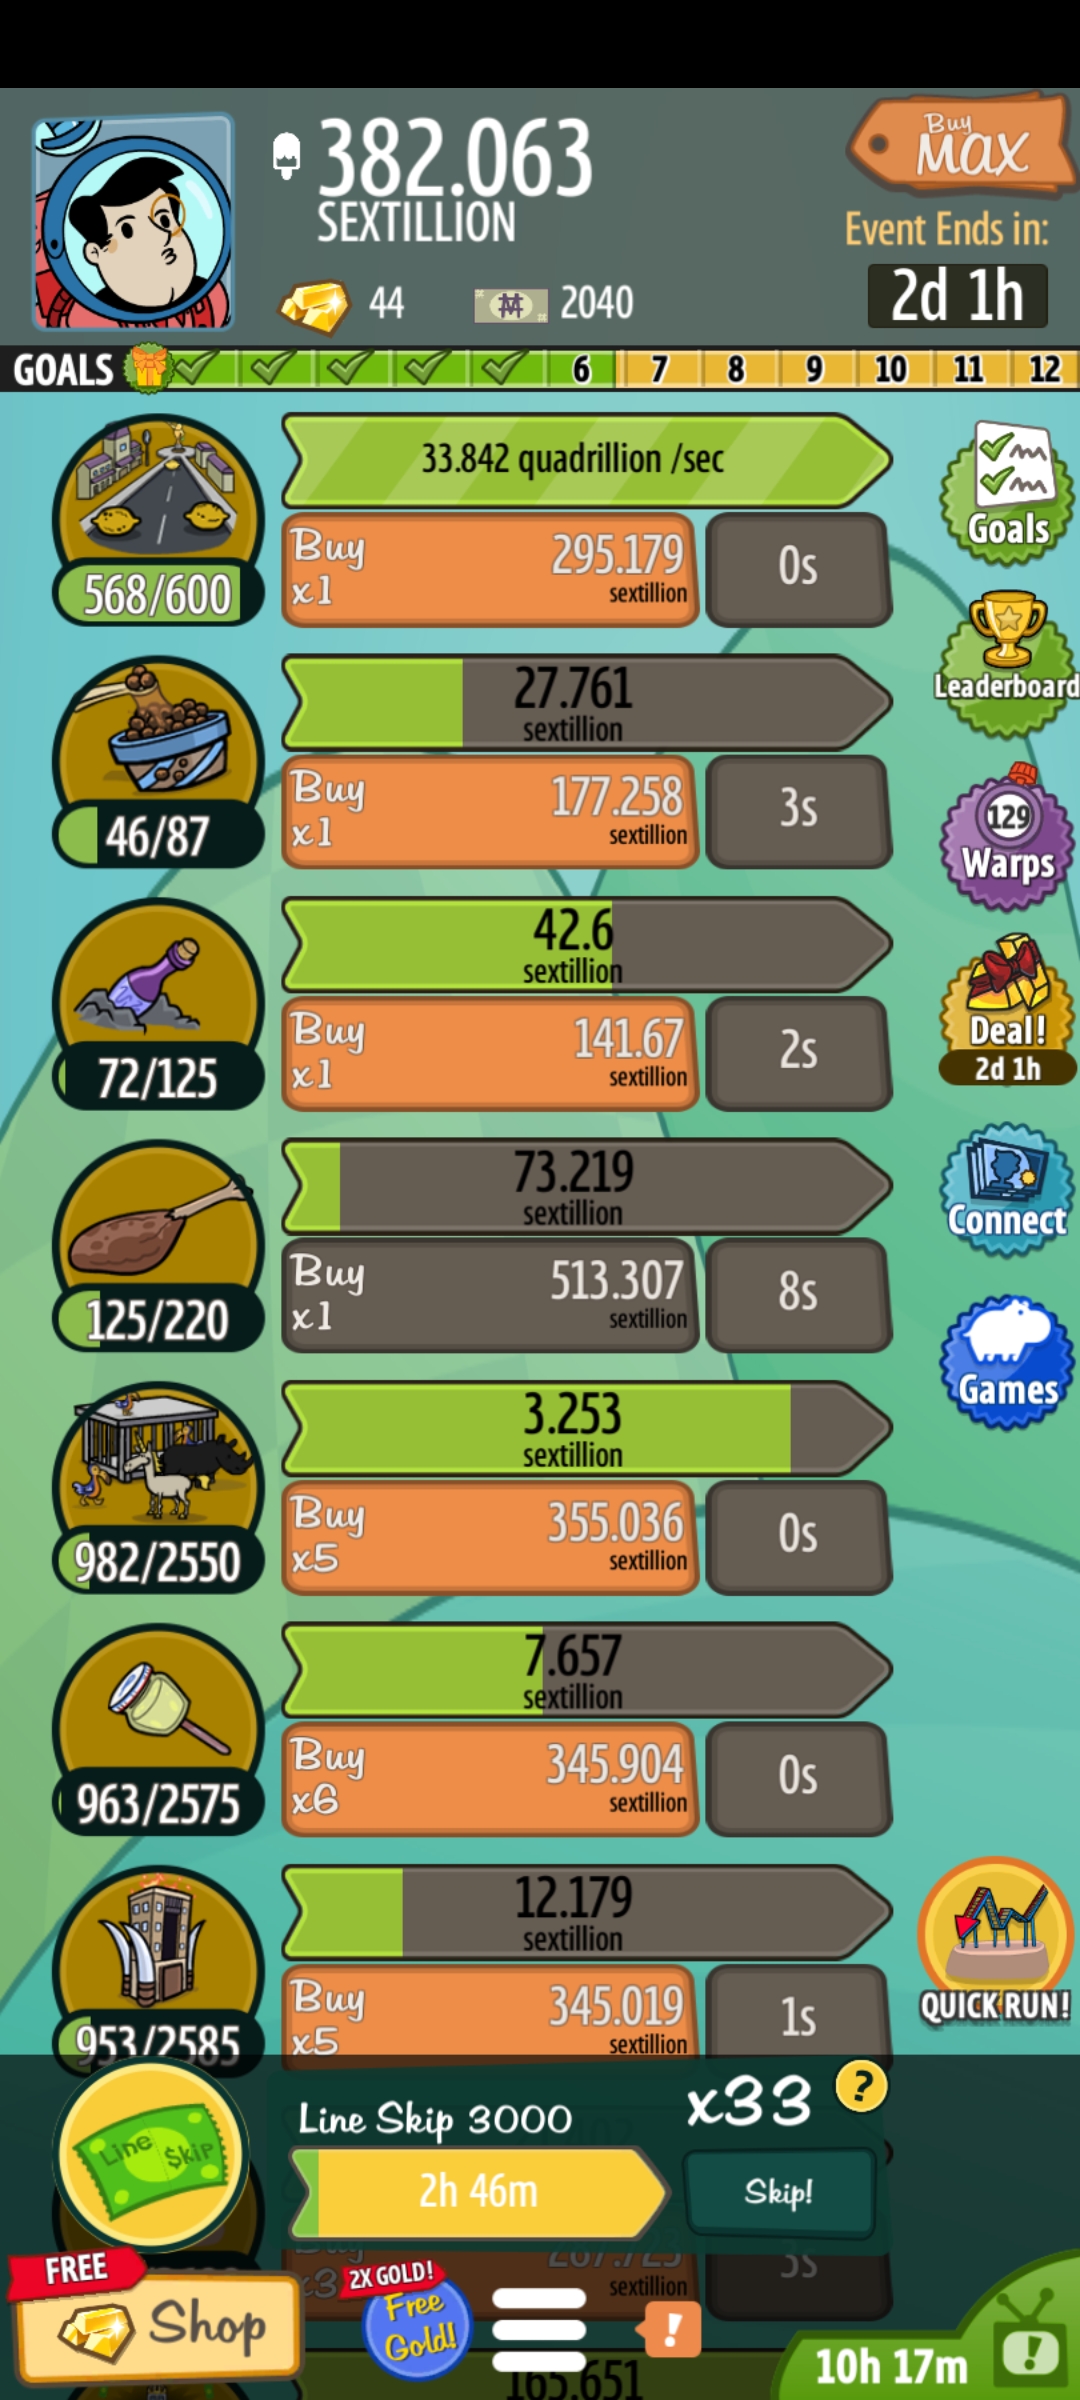 382.063
SEXTILLION
Buy
MAX
Event Ends in:
2d 1h
44
2040
GOALS 6 7 8 9 10 11 12
33.842 quadrillion /sec
Buy
x1
295.179
sextillion
0s
568/600
Goals
27.761
sextillion
Buy
x1
177.258
sextillion
3s
46/87
Leaderboard
42.6
sextillion
Buy
x1
141.67
sextillion
2s
72/125
129
Warps
73.219
sextillion
Buy
x1
513.307
sextillion
8s
125/220
Deal!
2d 1h
Connect
3.253
sextillion
Buy
x5
355.036
sextillion
0s
982/2550
Games
7.657
sextillion
Buy
x6
345.904
sextillion
0s
963/2575
12.179
sextillion
Buy
x5
345.019
sextillion
1s
953/2585
QUICK RUN!
Line Skip
Line Skip 3000
x33
?
2h 46m
Skip!
Buy
x3
sextillion
3s
FREE
Shop
2X GOLD!
Free
Gold!
!
165.651
10h 17m
!